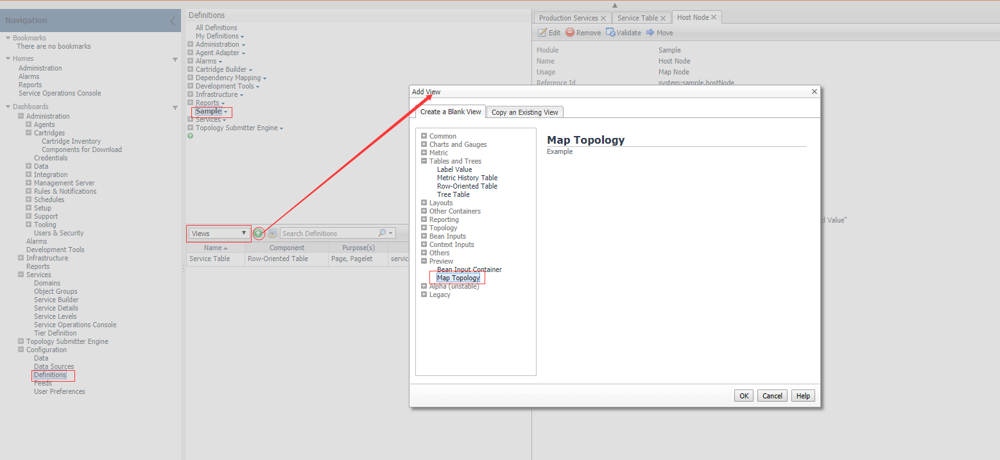 Navigation
Bookmarks
There are no bookmarks
Homes
Administration
Alarms
Reports
Service Operations Console
Dashboards
Administration
Agents
Cartridges
Cartridge Inventory
Components for Download
Credentials
Data
Integration
Management Server
Rules & Notifications
Schedules
Setup
Support
Tooling
Users & Security
Alarms
Development Tools
Infrastructure
Reports
Services
Domains
Object Groups
Service Builder
Service Details
Service Levels
Service Operations Console
Tier Definition
Topology Submitter Engine
Configuration
Data
Data Sources
Definitions
Feeds
User Preferences
Definitions
All Definitions
My Definitions
Administration
Agent Adapter
Alarms
Cartridge Builder
Dependency Mapping
Development Tools
Infrastructure
Reports
Sample
Services
Topology Submitter Engine
Views Search Definitions
Name Component Purpose(s)
Service Table Row-Oriented Table Page, Pagelet servic
Production Services Service Table Host Node
Edit Remove Validate Move
Module Sample
Name Host Node
Usage Map Node
Reference Id system:sample.hostNode
d Value"
Add View
Create a Blank View Copy an Existing View
Common
Charts and Gauges
Metric
Tables and Trees
Label Value
Metric History Table
Row-Oriented Table
Tree Table
Layouts
Other Containers
Reporting
Topology
Bean Inputs
Context Inputs
Others
Preview
Bean Input Container
Map Topology
Alpha (unstable)
Legacy
Map Topology
Example
OK Cancel Help